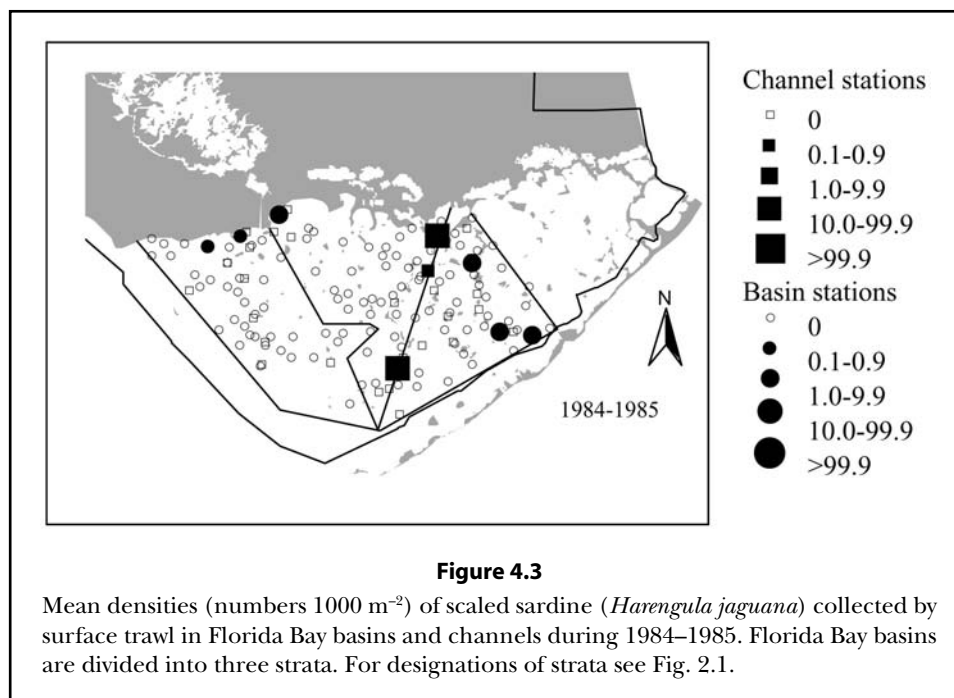 Channel stations
0
0.1-0.9
1.0-9.9
10.0-99.9
>99.9
Basin stations
0
0.1-0.9
1.0-9.9
10.0-99.9
>99.9
N
1984-1985
Figure 4.3
Mean densities (numbers 1000 m⁻²) of scaled sardine (Harengula jaguana) collected by
surface trawl in Florida Bay basins and channels during 1984–1985. Florida Bay basins
are divided into three strata. For designations of strata see Fig. 2.1.